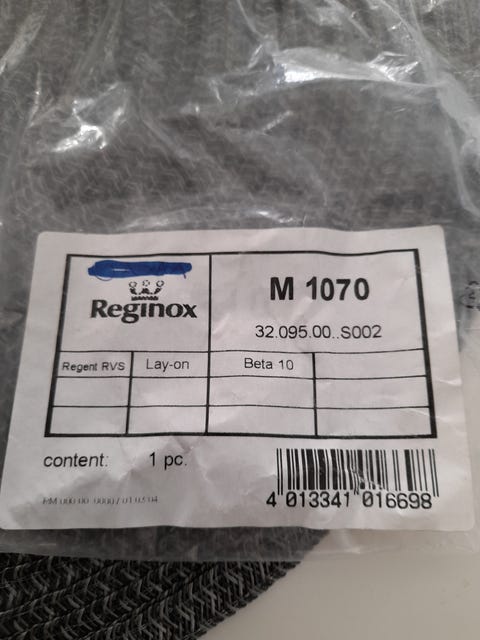 Reginox
M 1070
32.095.00..S002
Regent RVS
Lay-on
Beta 10
content: 1 pc.
4 013341 016698